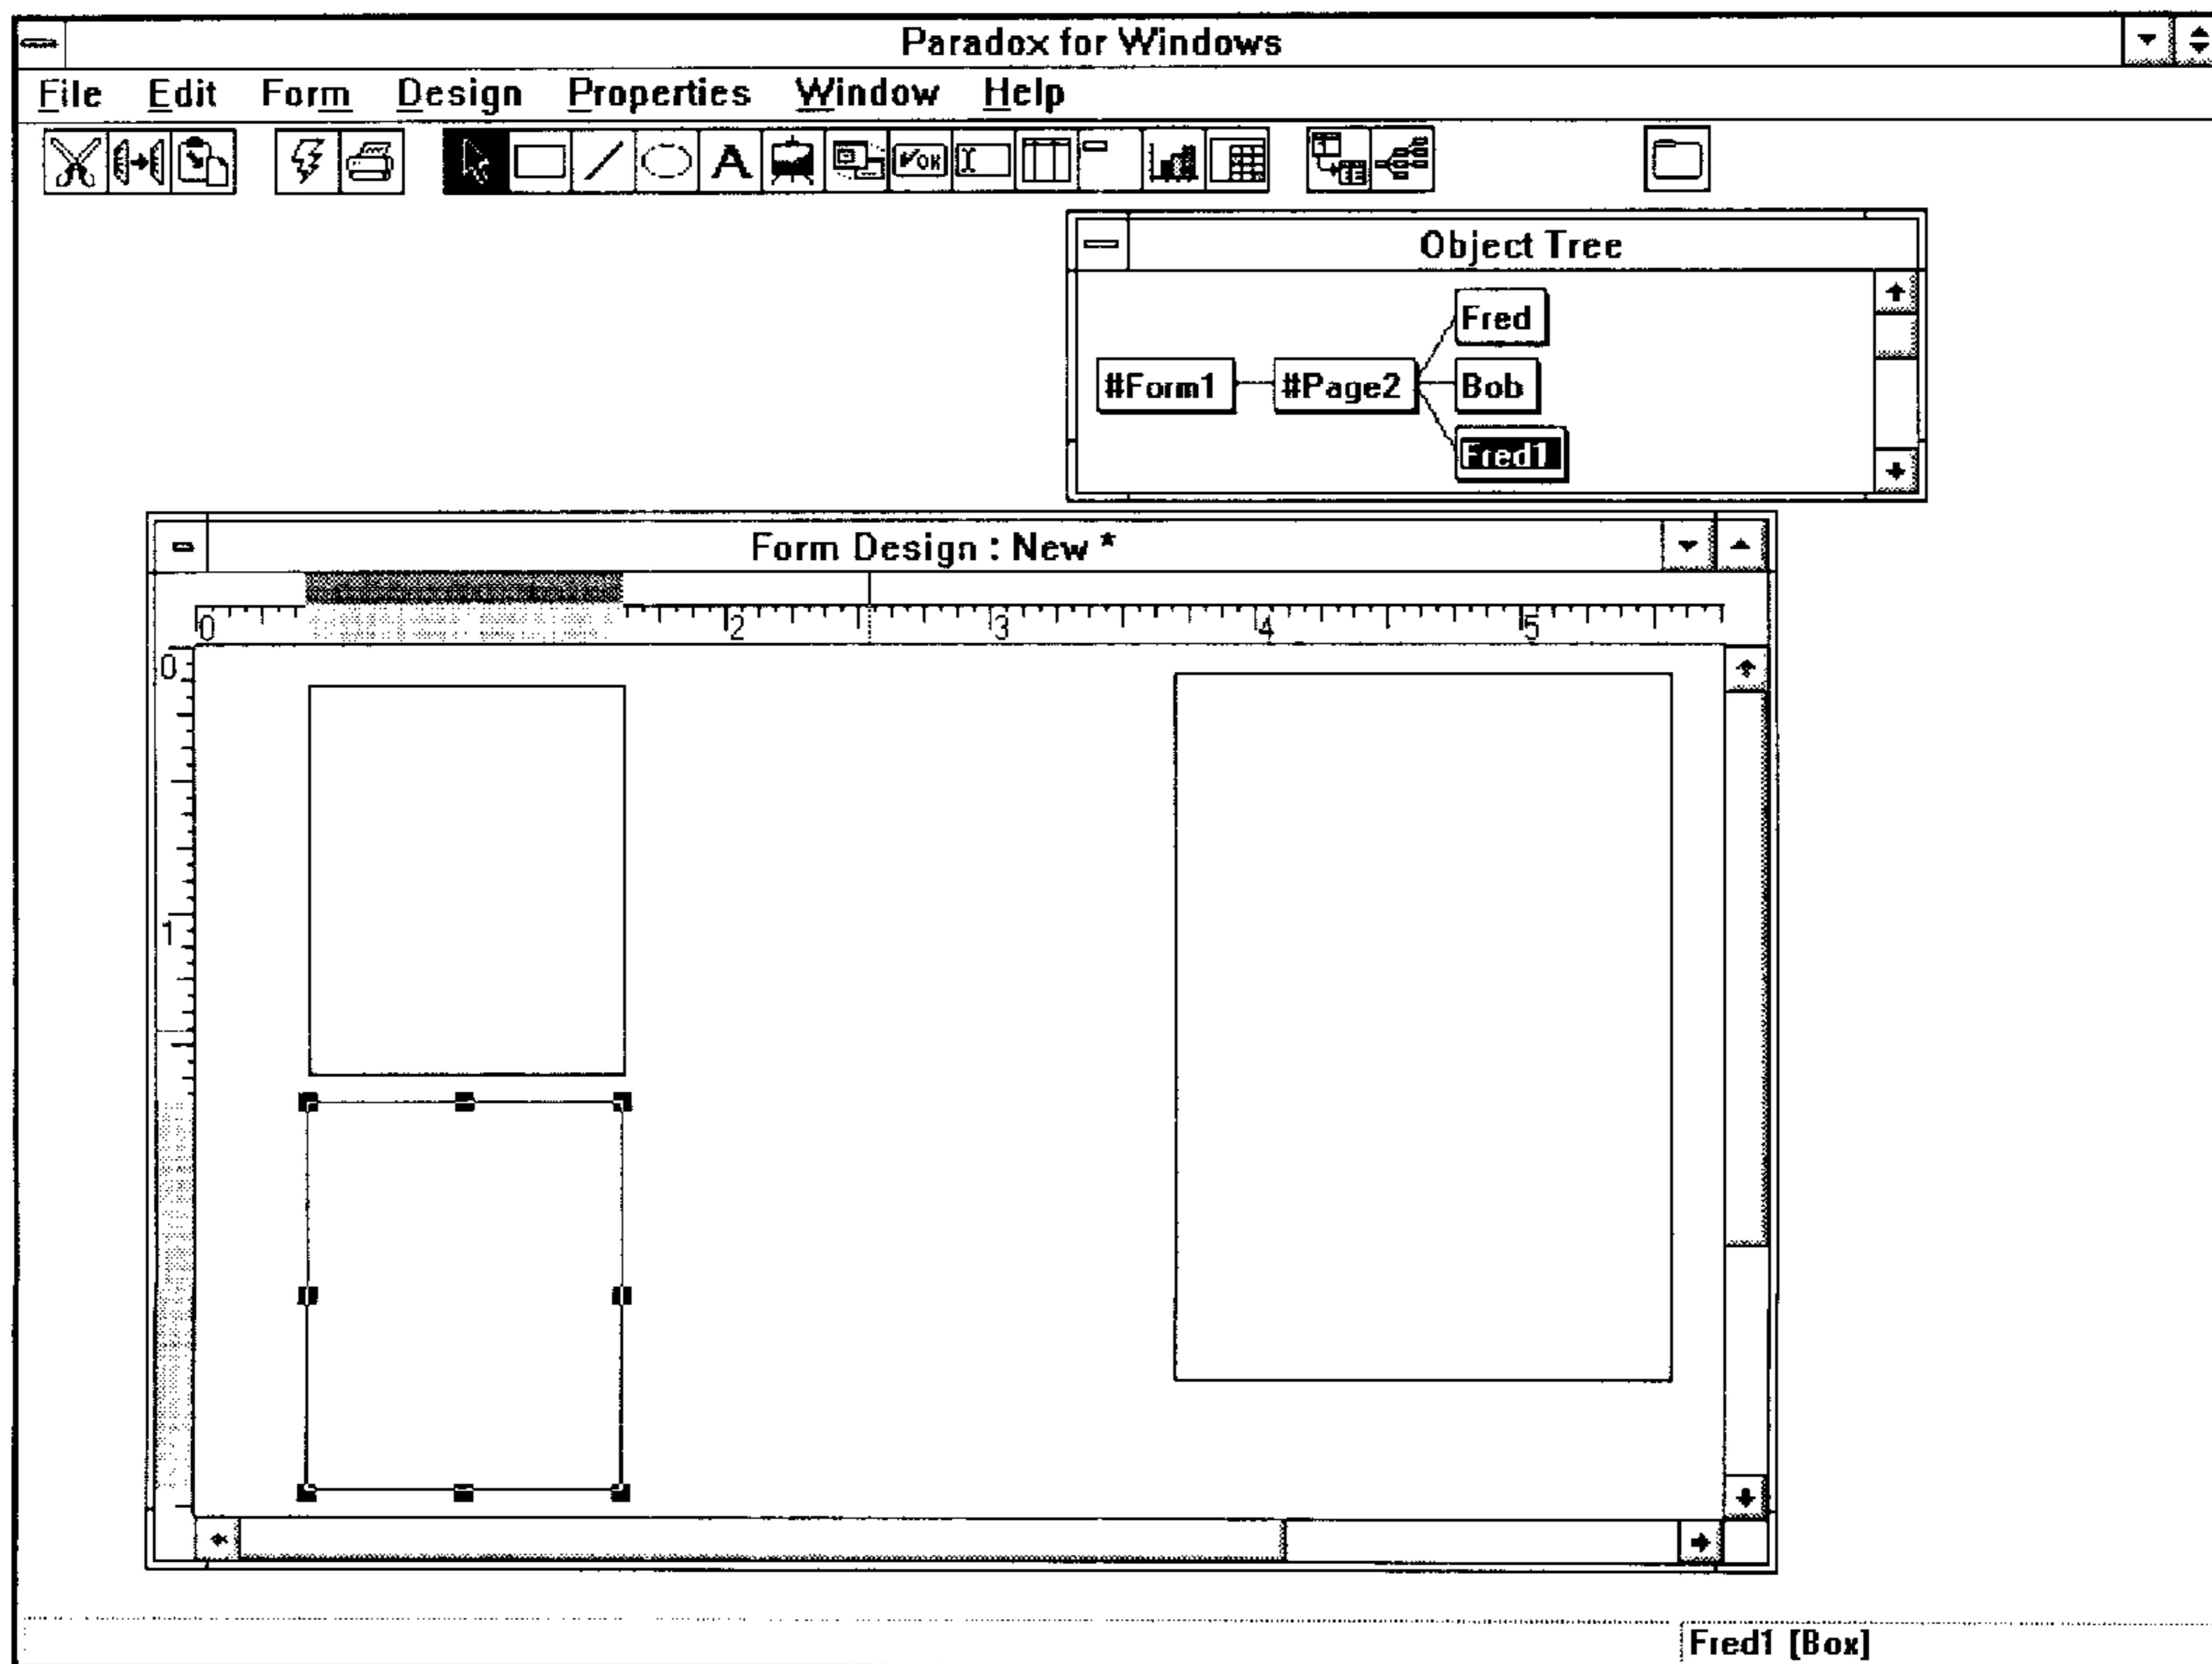 Paradox for Windows
File Edit Form Design Properties Window Help
A OK
Object Tree
Fred
#Form1 #Page2 Bob
Fred1
Form Design : New *
0 2 3 4 5
0
1
Fred1 [Box]